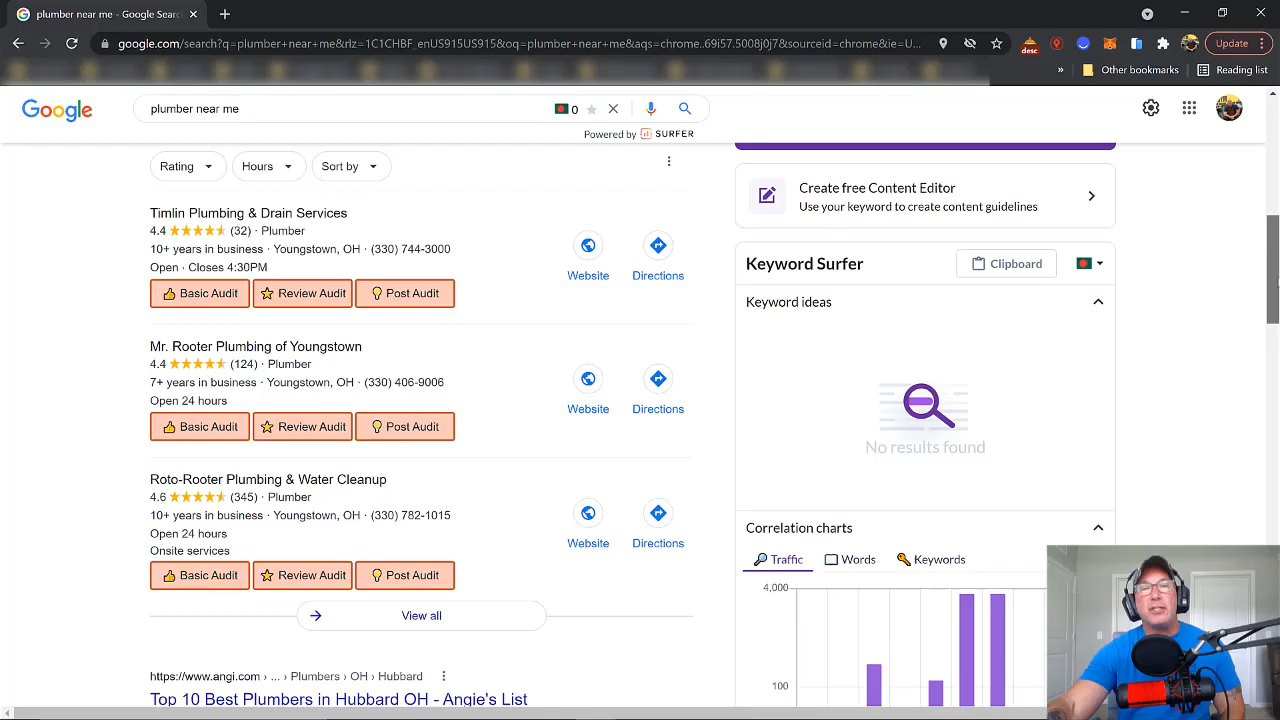 plumber near me - Google Searc
google.com/search?q=plumber+near+me&rlz=1C1CHBF_enUS915US915&oq=plumber+near+me&aqs=chrome..69i57.5008j0j7&sourceid=chrome&ie=U...
desc
Update
» Other bookmarks Reading list
Google
plumber near me
0
Powered by SURFER
Rating Hours Sort by
Timlin Plumbing & Drain Services
4.4 (32) · Plumber
10+ years in business · Youngstown, OH · (330) 744-3000
Open · Closes 4:30PM
Website Directions
Basic Audit Review Audit Post Audit
Mr. Rooter Plumbing of Youngstown
4.4 (124) · Plumber
7+ years in business · Youngstown, OH · (330) 406-9006
Open 24 hours
Website Directions
Basic Audit Review Audit Post Audit
Roto-Rooter Plumbing & Water Cleanup
4.6 (345) · Plumber
10+ years in business · Youngstown, OH · (330) 782-1015
Open 24 hours
Onsite services
Website Directions
Basic Audit Review Audit Post Audit
View all
https://www.angi.com › ... › Plumbers › OH › Hubbard
Top 10 Best Plumbers in Hubbard OH - Angie's List
Create free Content Editor
Use your keyword to create content guidelines
Keyword Surfer
Clipboard
Keyword ideas
No results found
Correlation charts
Traffic Words Keywords
4,000
100